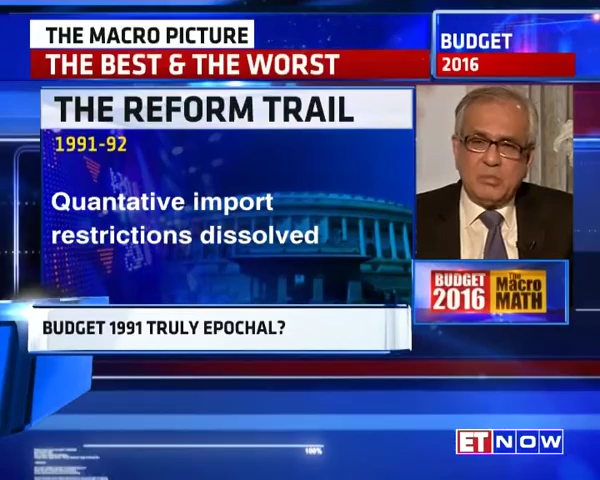 THE MACRO PICTURE
THE BEST & THE WORST
BUDGET
2016
THE REFORM TRAIL
1991-92
Quantative import
restrictions dissolved
BUDGET
2016
The
Macro
MATH
BUDGET 1991 TRULY EPOCHAL?
ET NOW
100%